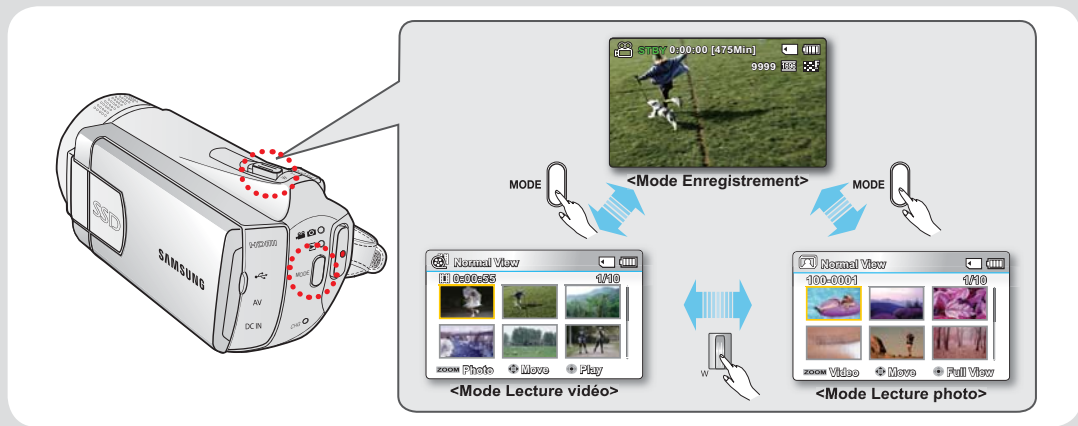 SSD
SAMSUNG
HDMI
AV
DC IN
MODE
CHG
STBY 0:00:00 [475Min]
9999
<Mode Enregistrement>
MODE
MODE
Normal View
0:00:55 1/10
ZOOM Photo Move Play
<Mode Lecture vidéo>
W
Normal View
100-0001 1/10
ZOOM Video Move Full View
<Mode Lecture photo>